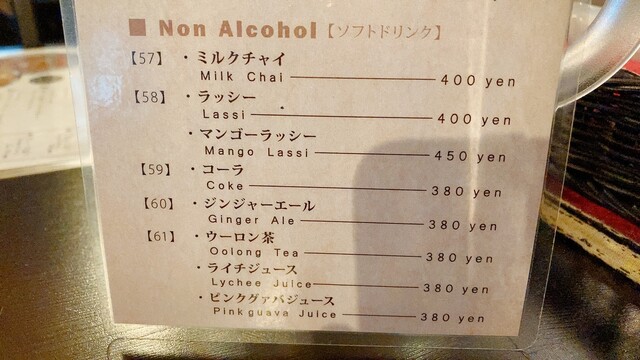 ■ Non Alcohol【ソフトドリンク】
【57】・ミルクチャイ
Milk Chai 400 yen
【58】・ラッシー
Lassi 400 yen
・マンゴーラッシー
Mango Lassi 450 yen
【59】・コーラ
Coke 380 yen
【60】・ジンジャーエール
Ginger Ale 380 yen
【61】・ウーロン茶
Oolong Tea 380 yen
・ライチジュース
Lychee Juice 380 yen
・ピンクグァバジュース
Pink guava Juice 380 yen